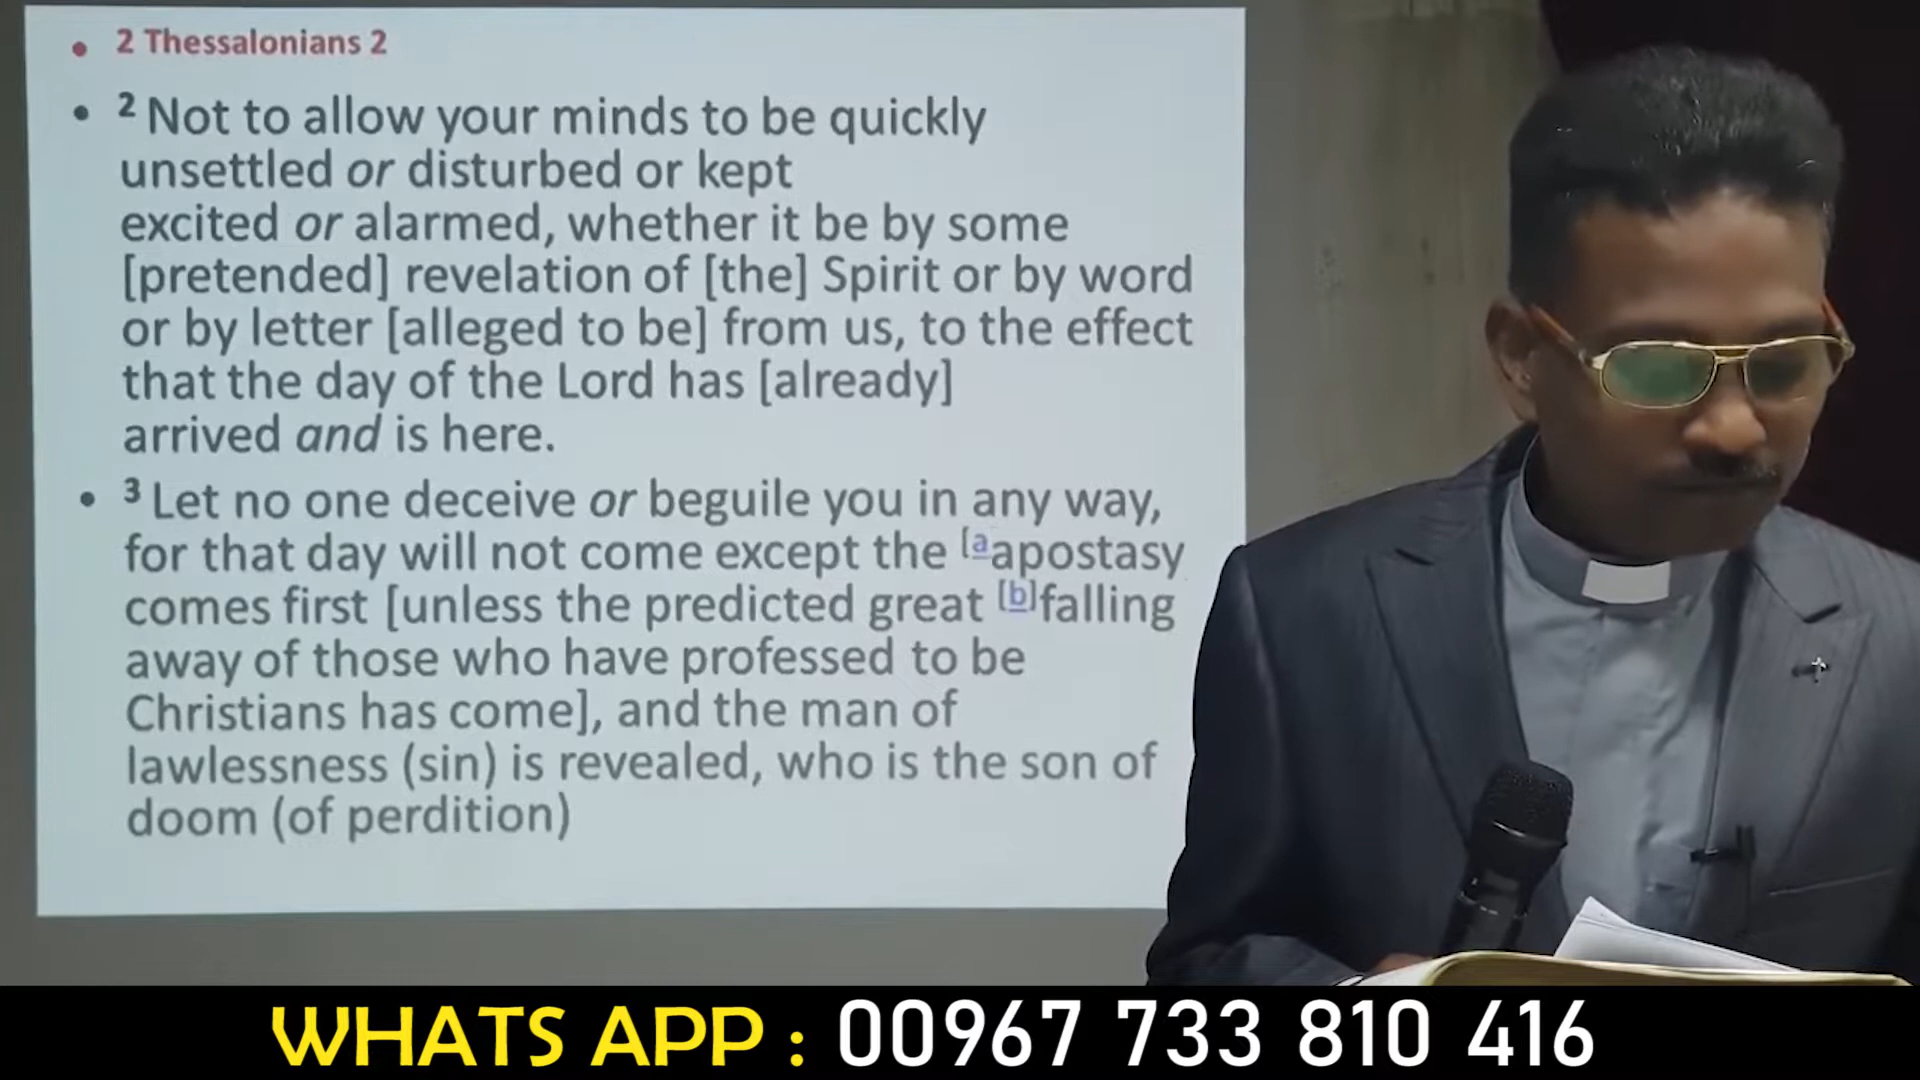 • 2 Thessalonians 2
• 2 Not to allow your minds to be quickly
unsettled or disturbed or kept
excited or alarmed, whether it be by some
[pretended] revelation of [the] Spirit or by word
or by letter [alleged to be] from us, to the effect
that the day of the Lord has [already]
arrived and is here.
• 3 Let no one deceive or beguile you in any way,
for that day will not come except the [a apostasy
comes first [unless the predicted great [b]falling
away of those who have professed to be
Christians has come], and the man of
lawlessness (sin) is revealed, who is the son of
doom (of perdition)
WHATS APP : 00967 733 810 416